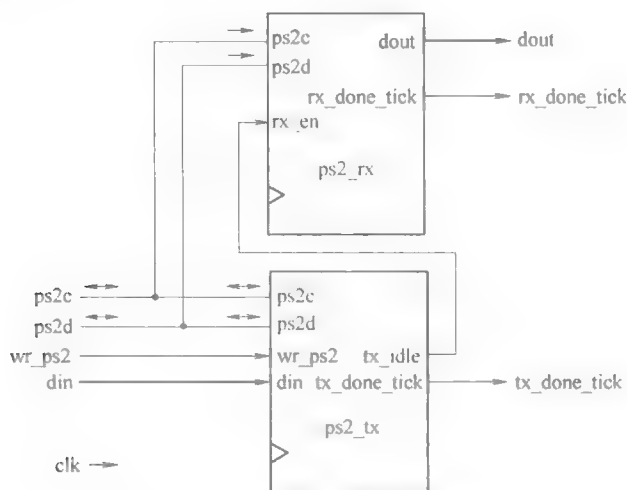 ps2c
dout
dout
ps2d
rx_done_tick
rx_done_tick
rx_en
ps2_rx
ps2c
ps2c
ps2d
ps2d
wr_ps2
wr_ps2
tx_idle
din
din
tx_done_tick
tx_done_tick
ps2_tx
clk